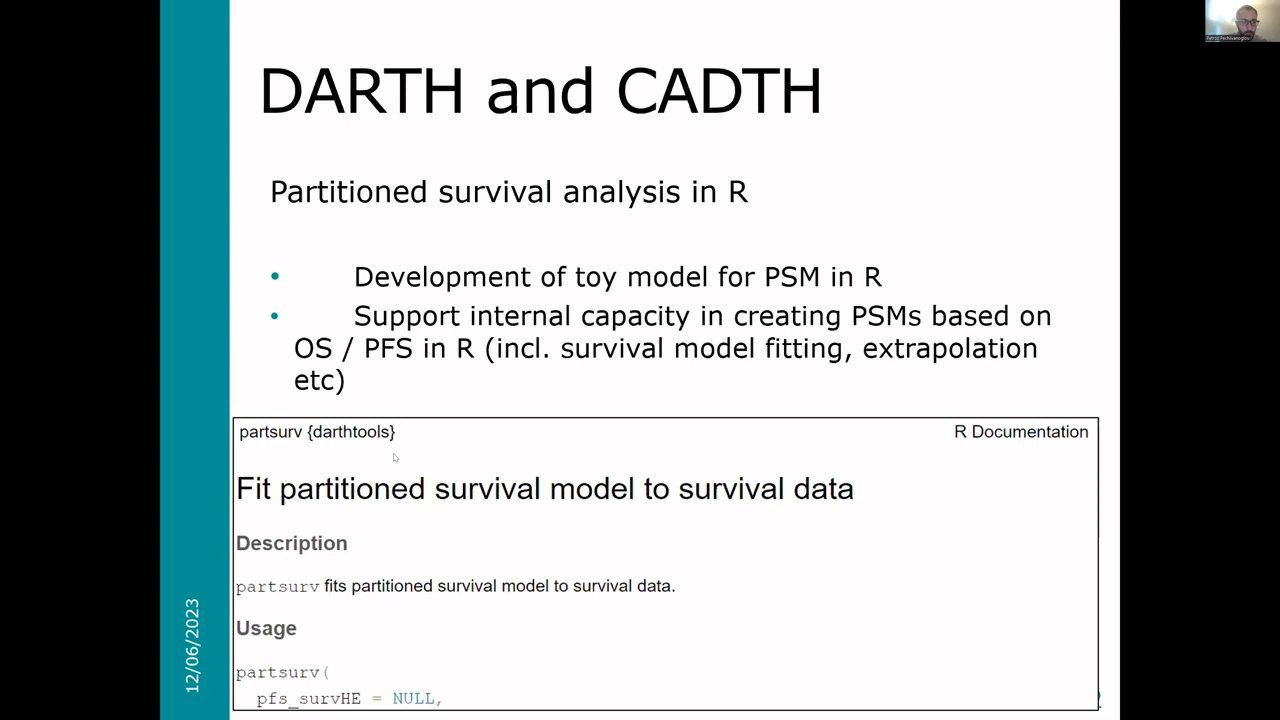 DARTH and CADTH
Partitioned survival analysis in R
• Development of toy model for PSM in R
• Support internal capacity in creating PSMs based on
OS / PFS in R (incl. survival model fitting, extrapolation
etc)
partsurv {darthtools}
R Documentation
Fit partitioned survival model to survival data
Description
partsurv fits partitioned survival model to survival data.
Usage
partsurv(
pfs_survHE = NULL,
12/06/2023
Petros Pechlivanoglou